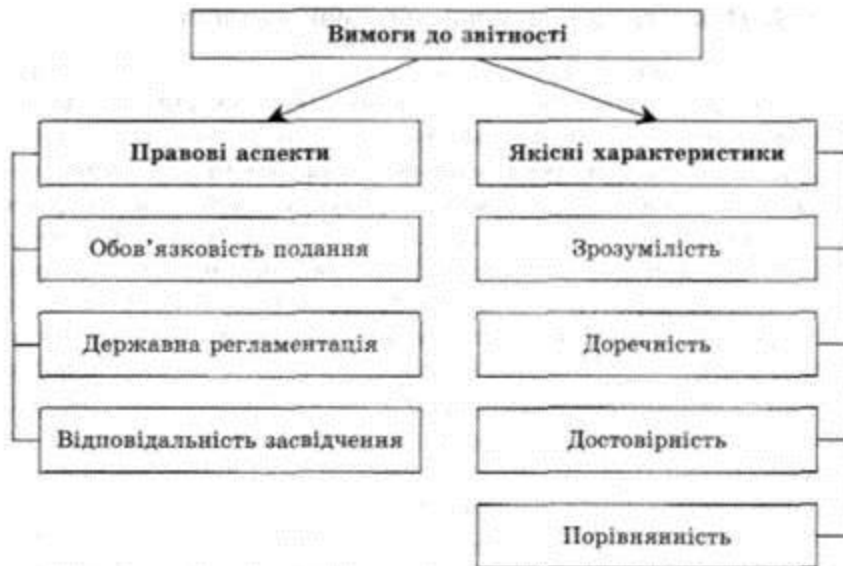 Вимоги до звітності
Правові аспекти
Обов’язковість подання
Державна регламентація
Відповідальність засвідчення
Якісні характеристики
Зрозумілість
Доречність
Достовірність
Порівнянність